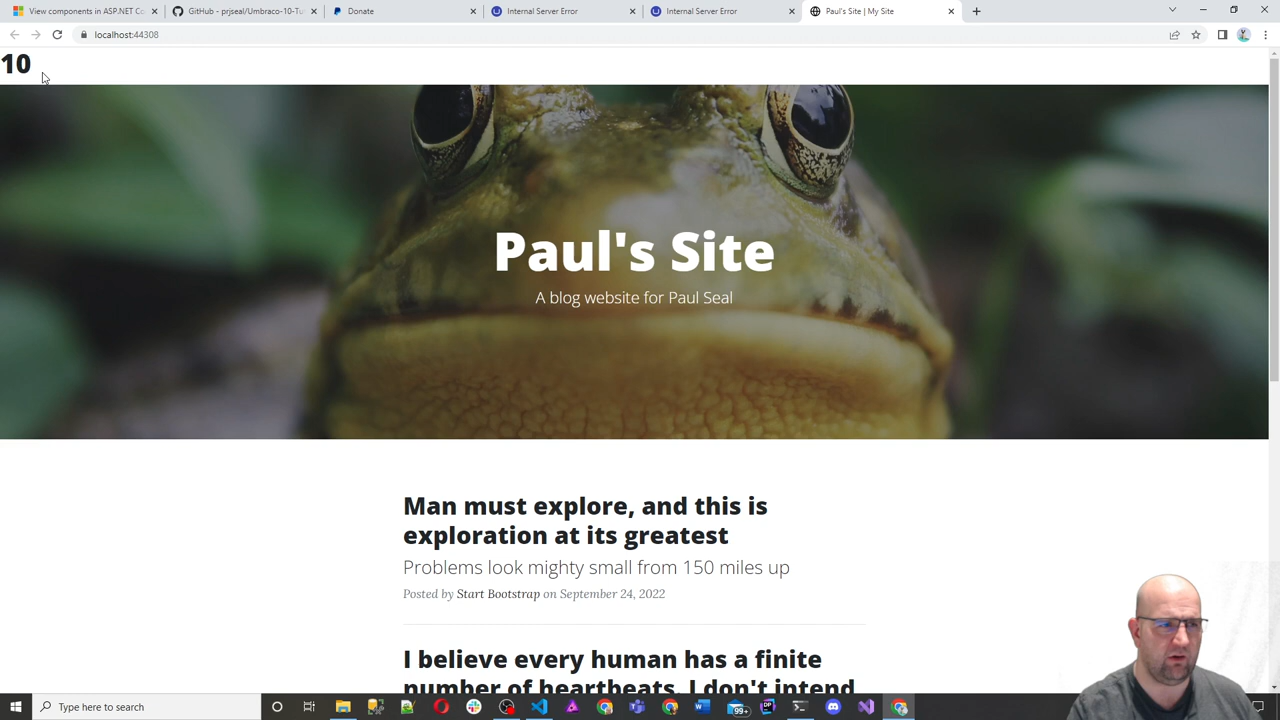 View components in ASP.NET Co
GitHub - prjseal/Umbraco-10-Tu
Donate
Internal Server Error
Internal Server Error
Paul's Site | My Site
localhost:44308
10
Paul's Site
A blog website for Paul Seal
Man must explore, and this is
exploration at its greatest
Problems look mighty small from 150 miles up
Posted by Start Bootstrap on September 24, 2022
I believe every human has a finite
number of heartbeats. I don't intend
Type here to search
99+